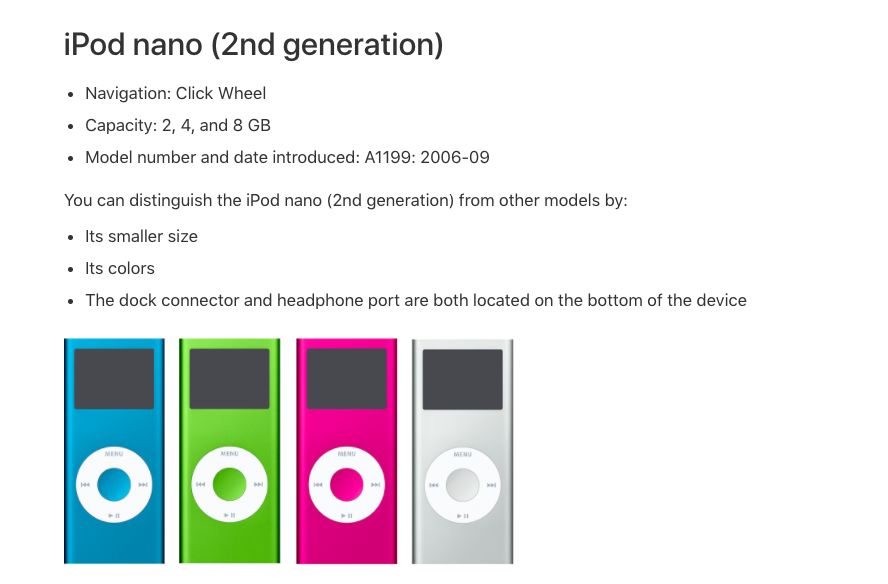 iPod nano (2nd generation)
Navigation: Click Wheel
Capacity: 2, 4, and 8 GB
Model number and date introduced: A1199: 2006-09
You can distinguish the iPod nano (2nd generation) from other models by:
Its smaller size
Its colors
The dock connector and headphone port are both located on the bottom of the device
MENU MENU MENU MENU